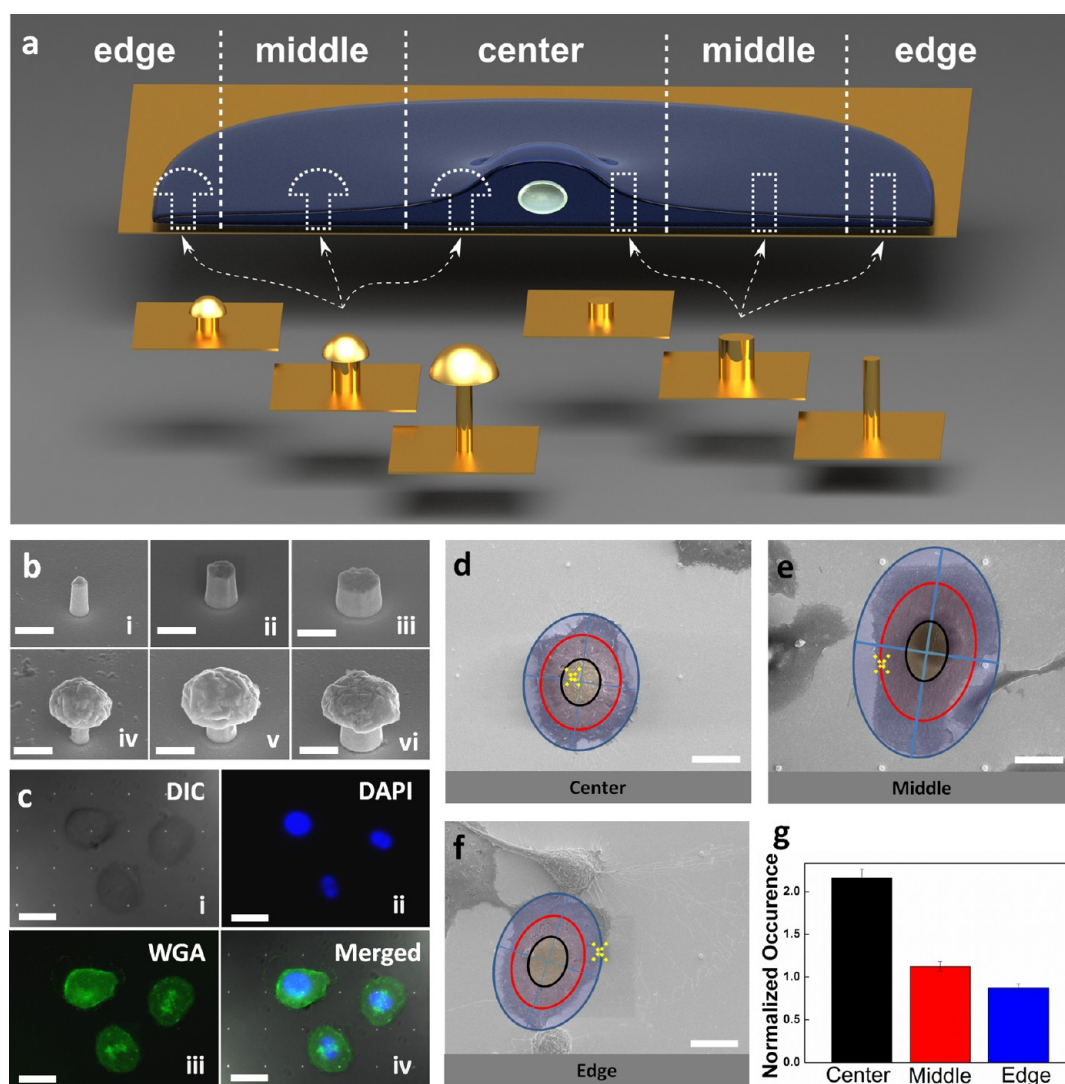 a
edge middle center middle edge
b
i ii iii
iv v vi
c
DIC DAPI
i ii
WGA Merged
iii iv
d
Center
e
Middle
f
Edge
g
Normalized Occurence
2.0
1.5
1.0
0.5
0.0
Center Middle Edge